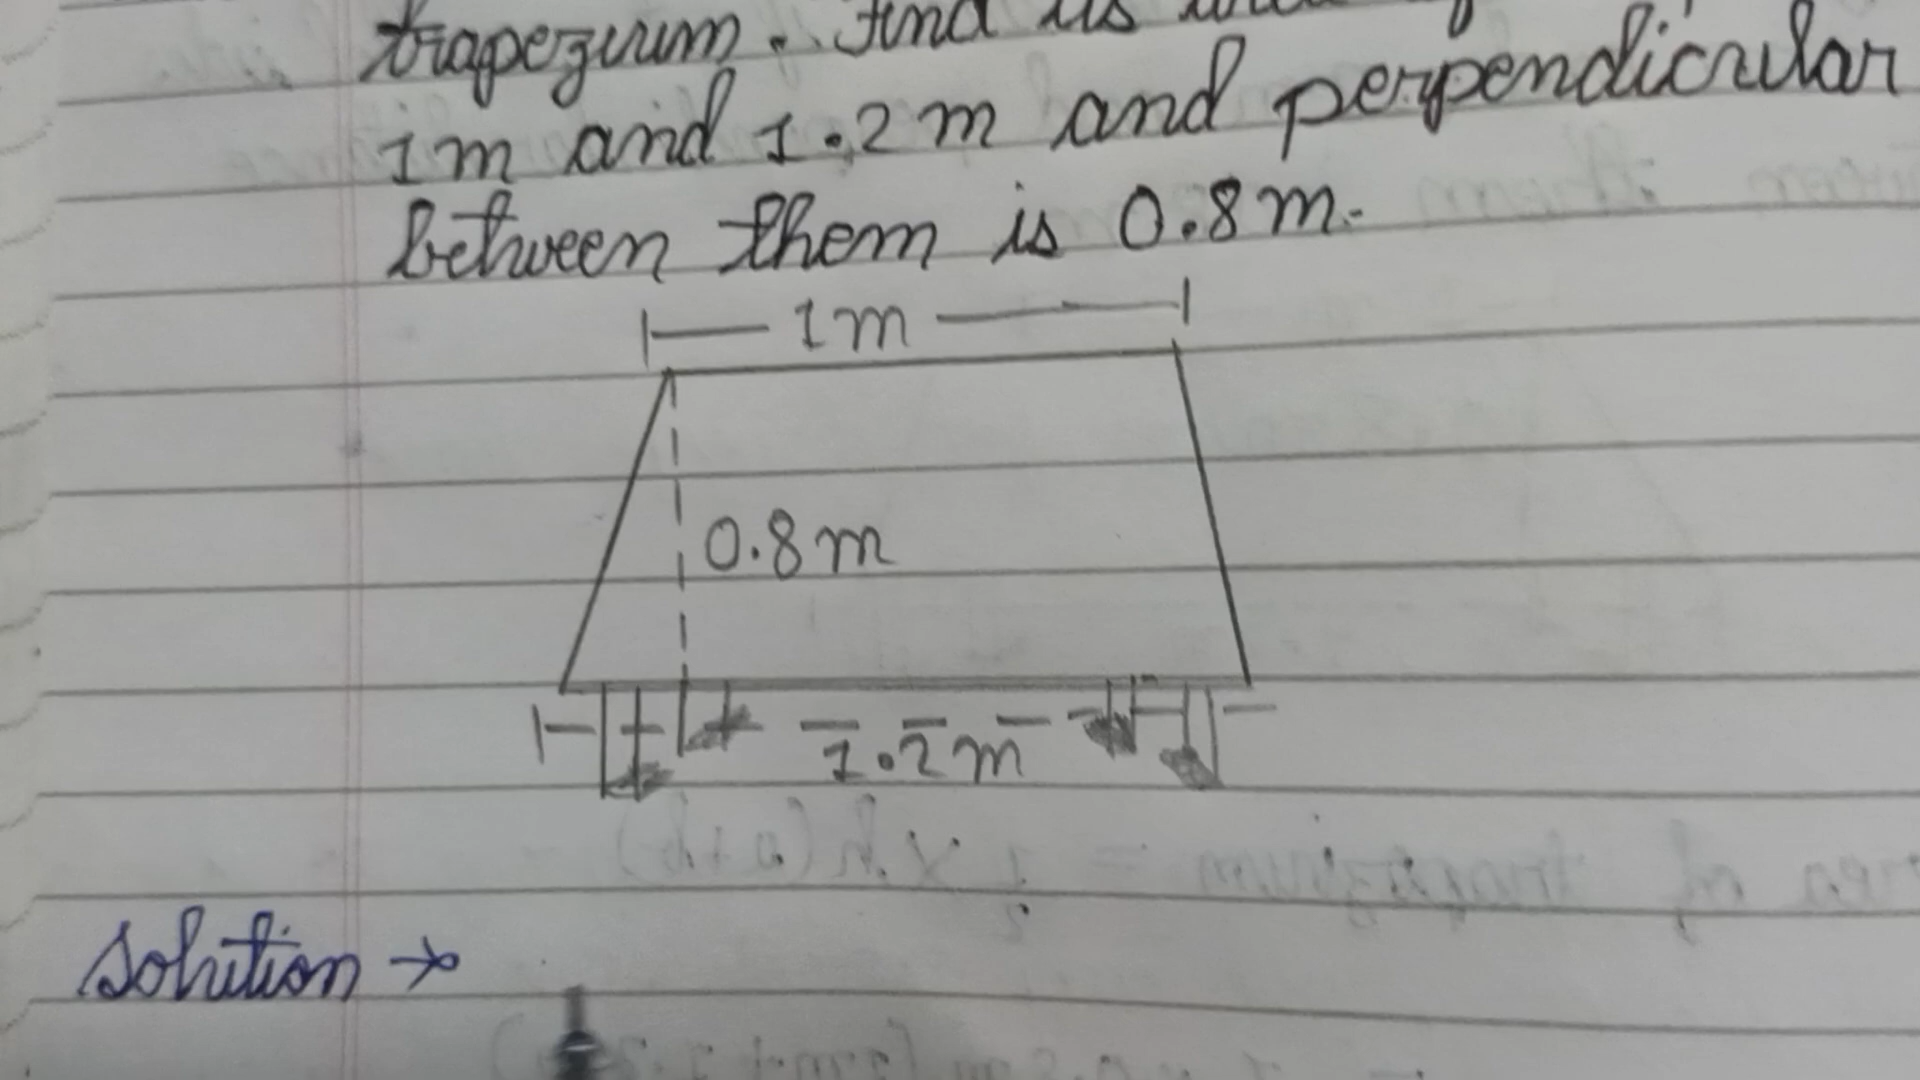 trapezium. Find its
1m and 1.2m and perpendicular
between them is 0.8m.
1m
0.8m
1.2m
Solution →